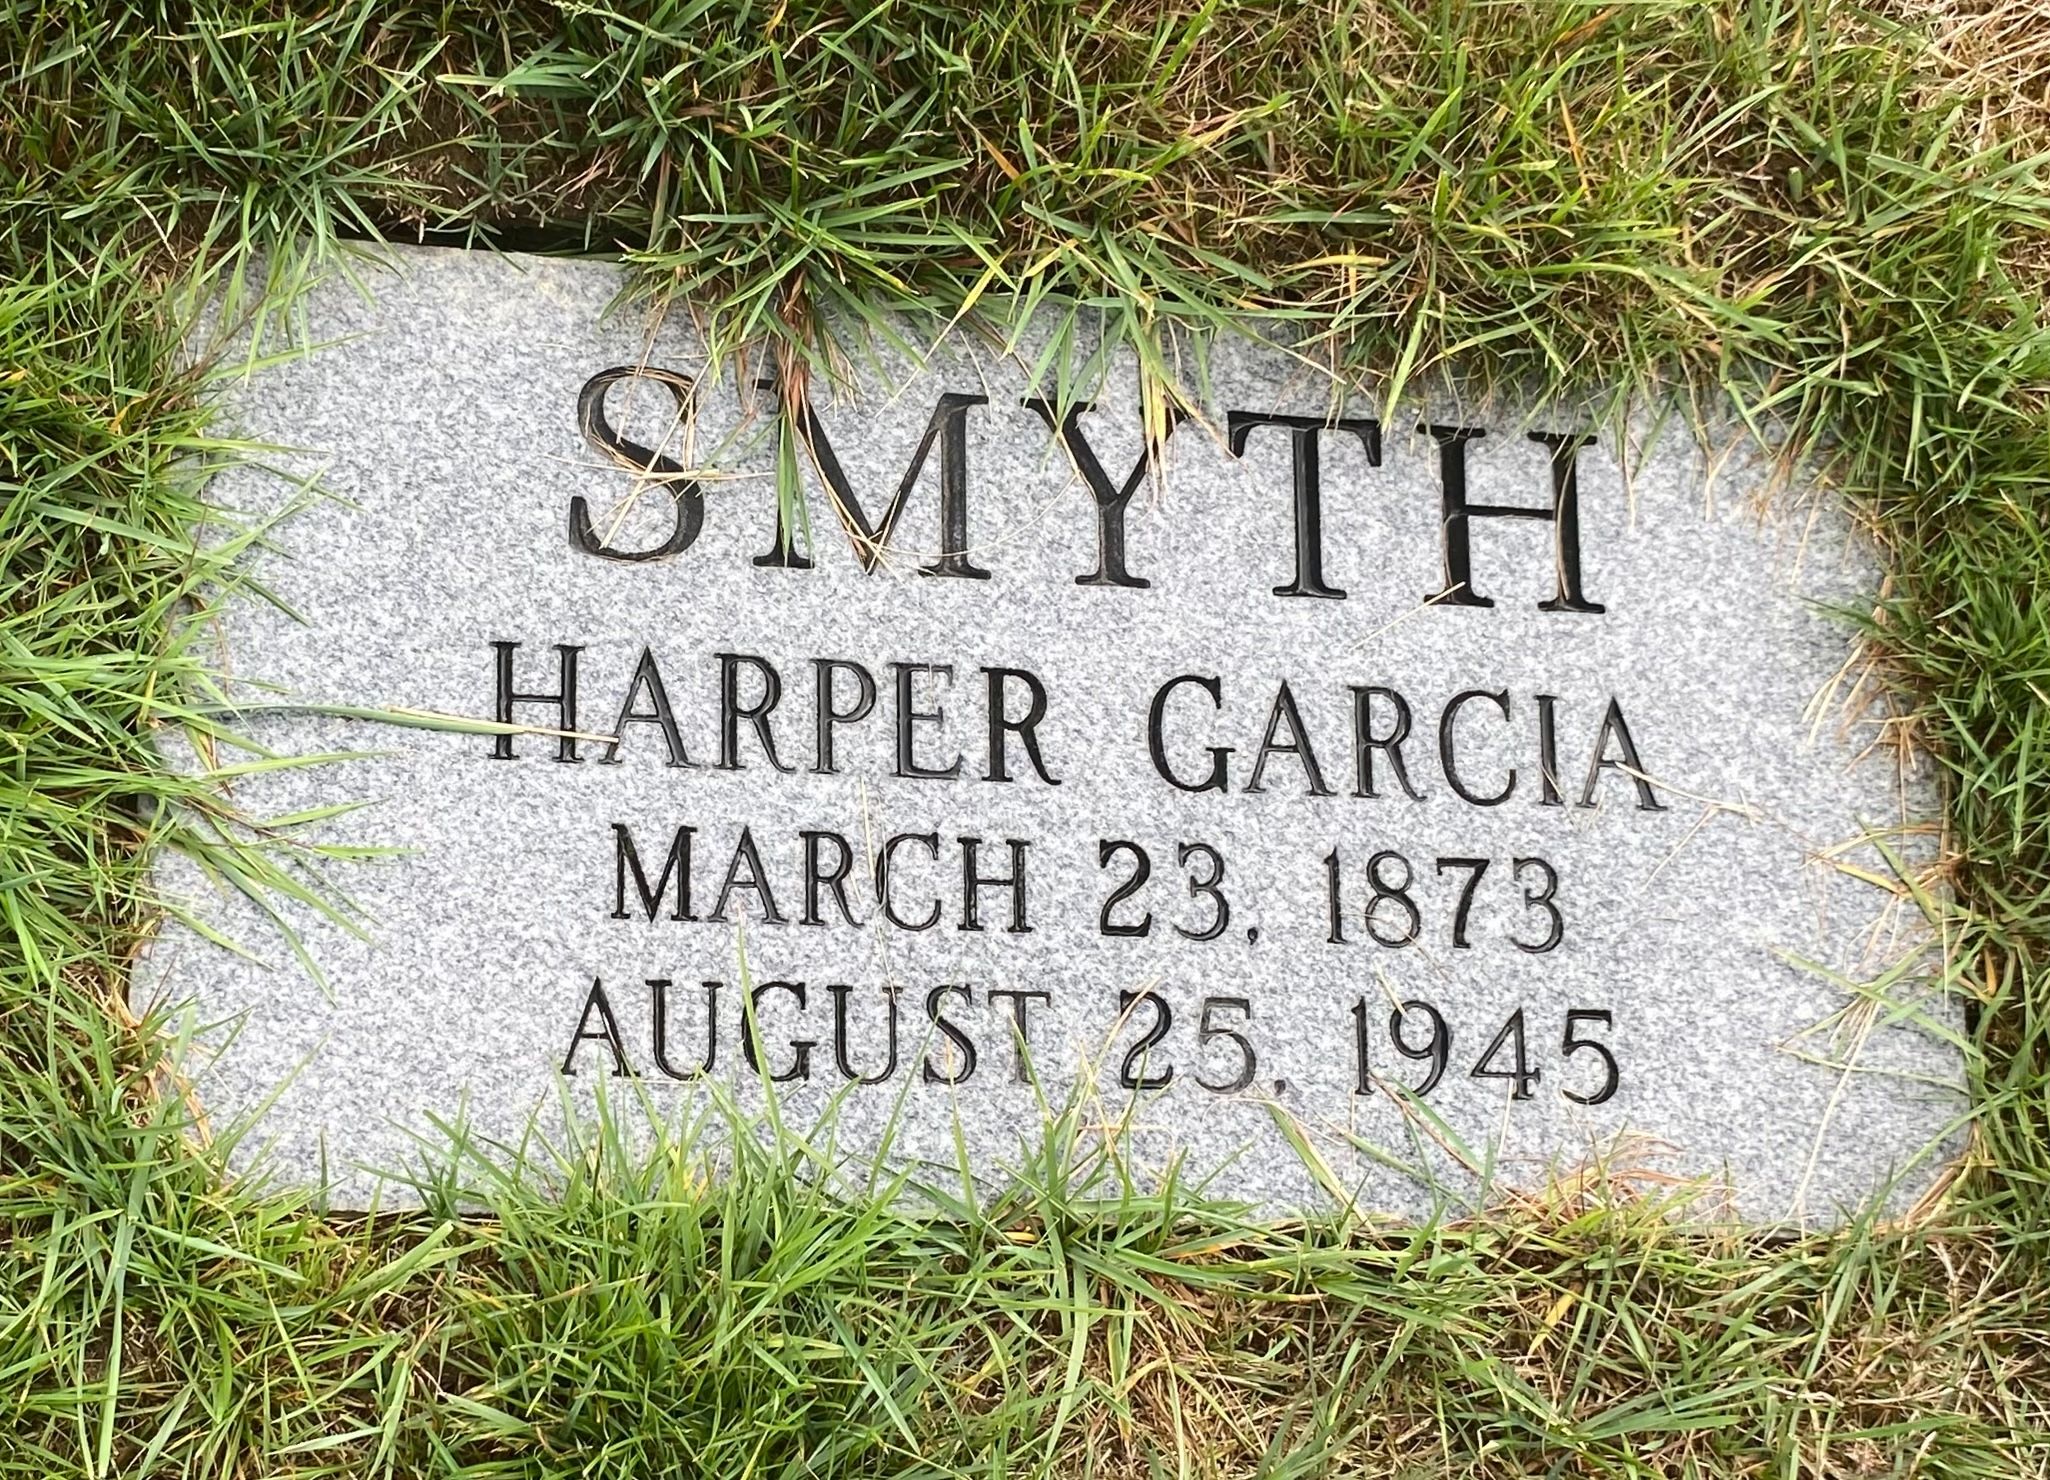 SMYTH
HARPER GARCIA
MARCH 23, 1873
AUGUST 25, 1945